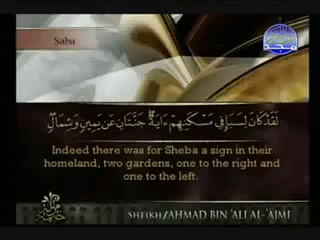 Saba
لَقَدْ كَانَ لِسَبَإٍ فِي مَسْكَنِهِمْ ءَايَةٌ جَنَّتَانِ عَن يَمِينٍ وَشِمَالٍ
Indeed there was for Sheba a sign in their
homeland, two gardens, one to the right and
one to the left.
SHEIKH/AHMAD BIN 'ALI AL-'AJMI